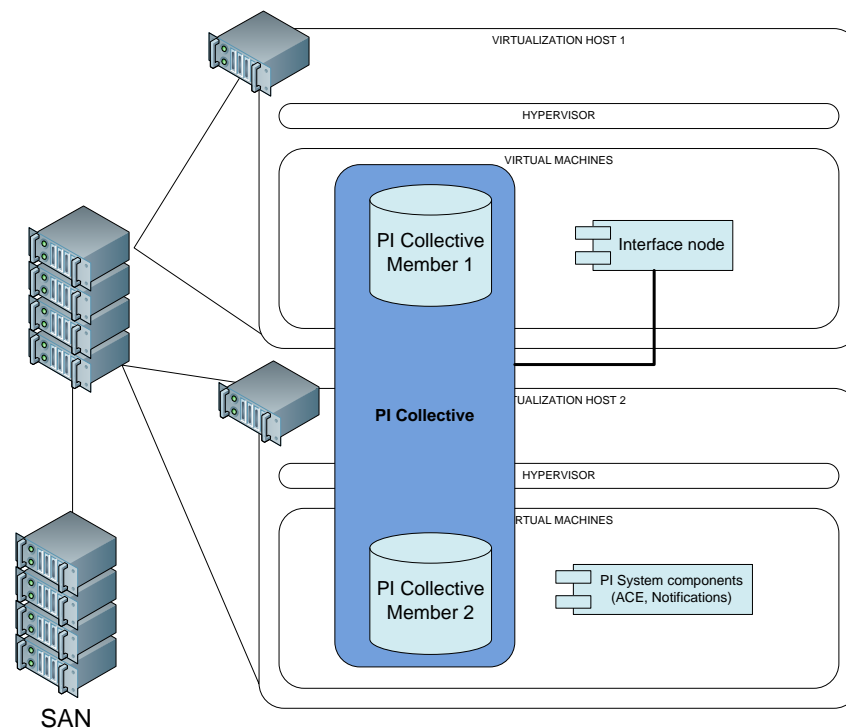 VIRTUALIZATION HOST 1
HYPERVISOR
VIRTUAL MACHINES
PI Collective
Member 1
Interface node
PI Collective
RTUALIZATION HOST 2
HYPERVISOR
RTUAL MACHINES
PI Collective
Member 2
PI System components
(ACE, Notifications)
SAN